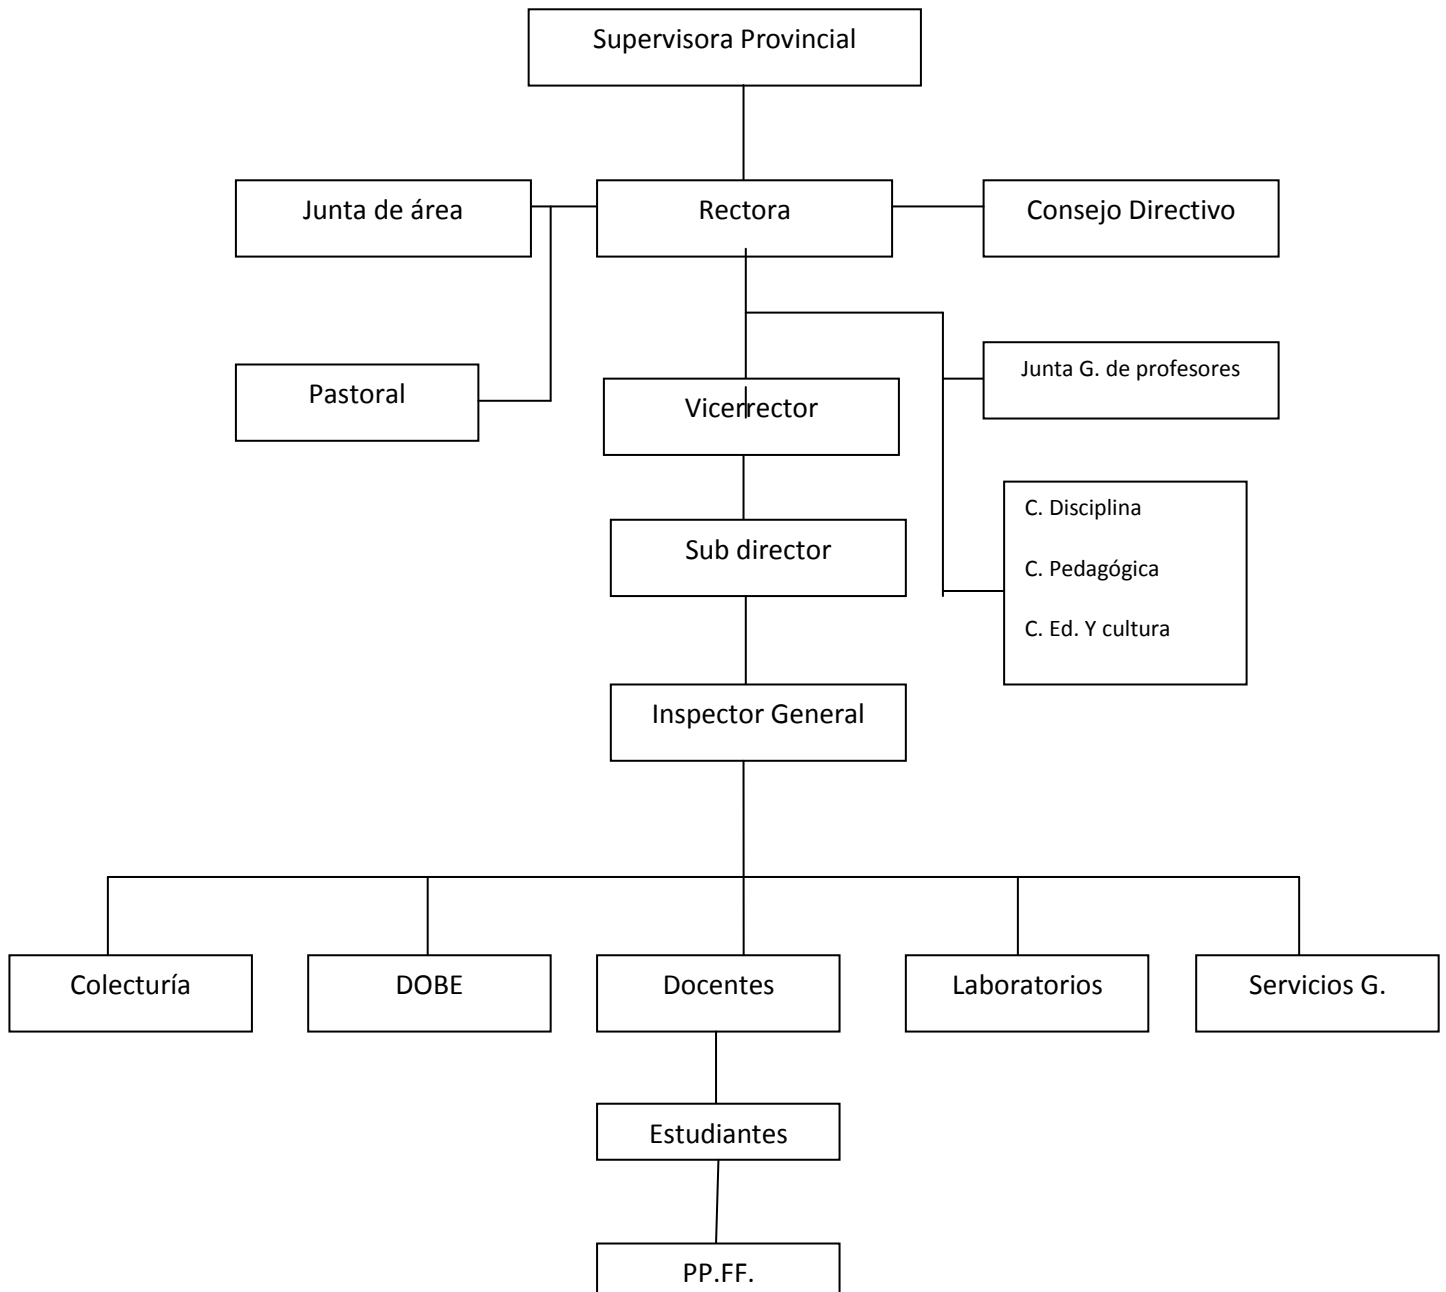 Supervisora Provincial
Junta de área
Rectora
Consejo Directivo
Pastoral
Vicerrector
Junta G. de profesores
Sub director
C. Disciplina
C. Pedagógica
C. Ed. Y cultura
Inspector General
Colecturía
DOBE
Docentes
Laboratorios
Servicios G.
Estudiantes
PP.FF.